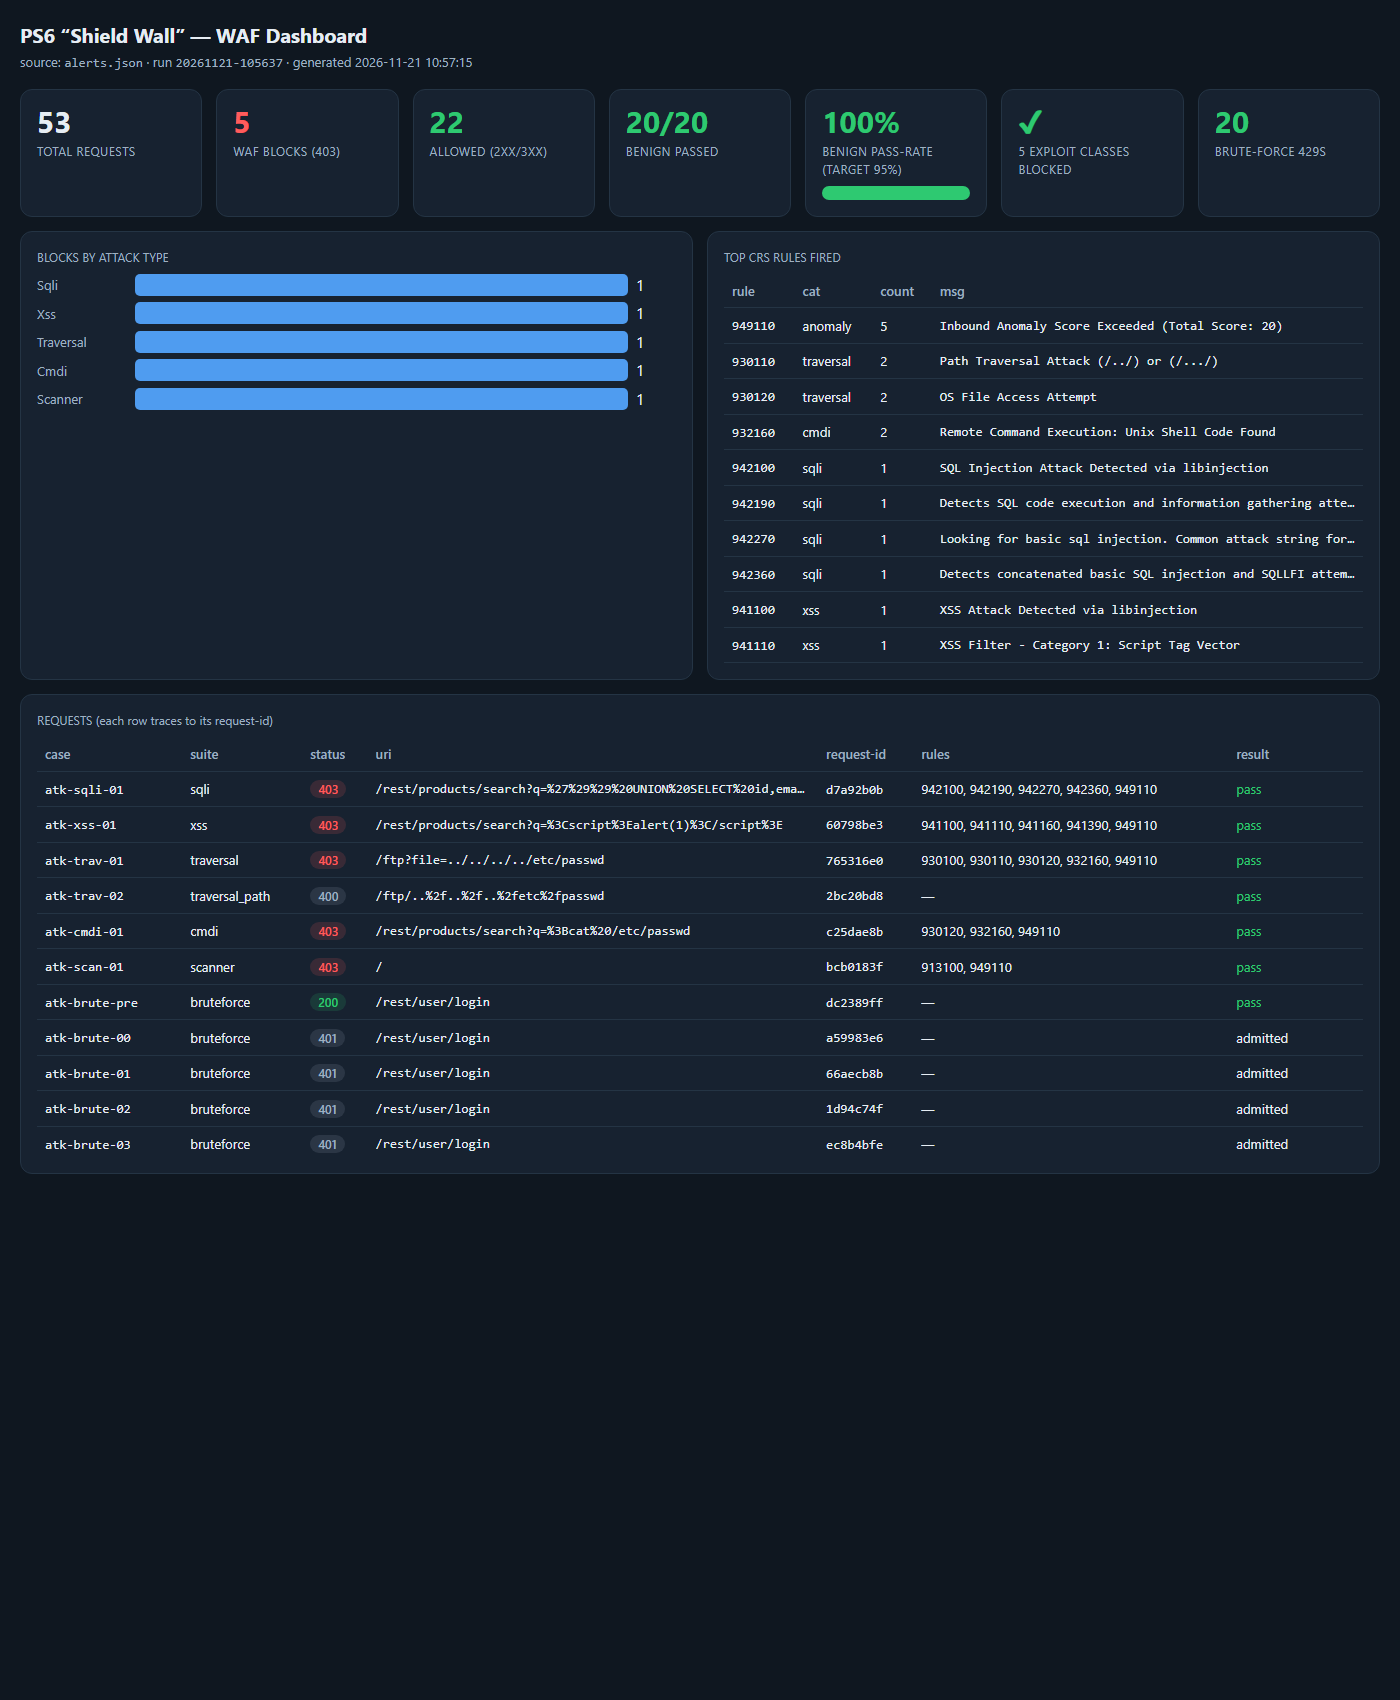 PS6 “Shield Wall” — WAF Dashboard
source: alerts.json · run 20261121-105637 · generated 2026-11-21 10:57:15
53
TOTAL REQUESTS
5
WAF BLOCKS (403)
22
ALLOWED (2XX/3XX)
20/20
BENIGN PASSED
100%
BENIGN PASS-RATE
(TARGET 95%)
✔
5 EXPLOIT CLASSES
BLOCKED
20
BRUTE-FORCE 429S
BLOCKS BY ATTACK TYPE
Sqli 1
Xss 1
Traversal 1
Cmdi 1
Scanner 1
TOP CRS RULES FIRED
rule cat count msg
949110 anomaly 5 Inbound Anomaly Score Exceeded (Total Score: 20)
930110 traversal 2 Path Traversal Attack (/../) or (/.../)
930120 traversal 2 OS File Access Attempt
932160 cmdi 2 Remote Command Execution: Unix Shell Code Found
942100 sqli 1 SQL Injection Attack Detected via libinjection
942190 sqli 1 Detects SQL code execution and information gathering atte…
942270 sqli 1 Looking for basic sql injection. Common attack string for…
942360 sqli 1 Detects concatenated basic SQL injection and SQLLFI attem…
941100 xss 1 XSS Attack Detected via libinjection
941110 xss 1 XSS Filter - Category 1: Script Tag Vector
REQUESTS (each row traces to its request-id)
case suite status uri request-id rules result
atk-sqli-01 sqli 403 /rest/products/search?q=%27%29%29%20UNION%20SELECT%20id,ema… d7a92b0b 942100, 942190, 942270, 942360, 949110 pass
atk-xss-01 xss 403 /rest/products/search?q=%3Cscript%3Ealert(1)%3C/script%3E 60798be3 941100, 941110, 941160, 941390, 949110 pass
atk-trav-01 traversal 403 /ftp?file=../../../../etc/passwd 765316e0 930100, 930110, 930120, 932160, 949110 pass
atk-trav-02 traversal_path 400 /ftp/..%2f..%2f..%2fetc%2fpasswd 2bc20bd8 — pass
atk-cmdi-01 cmdi 403 /rest/products/search?q=%3Bcat%20/etc/passwd c25dae8b 930120, 932160, 949110 pass
atk-scan-01 scanner 403 / bcb0183f 913100, 949110 pass
atk-brute-pre bruteforce 200 /rest/user/login dc2389ff — pass
atk-brute-00 bruteforce 401 /rest/user/login a59983e6 — admitted
atk-brute-01 bruteforce 401 /rest/user/login 66aecb8b — admitted
atk-brute-02 bruteforce 401 /rest/user/login 1d94c74f — admitted
atk-brute-03 bruteforce 401 /rest/user/login ec8b4bfe — admitted